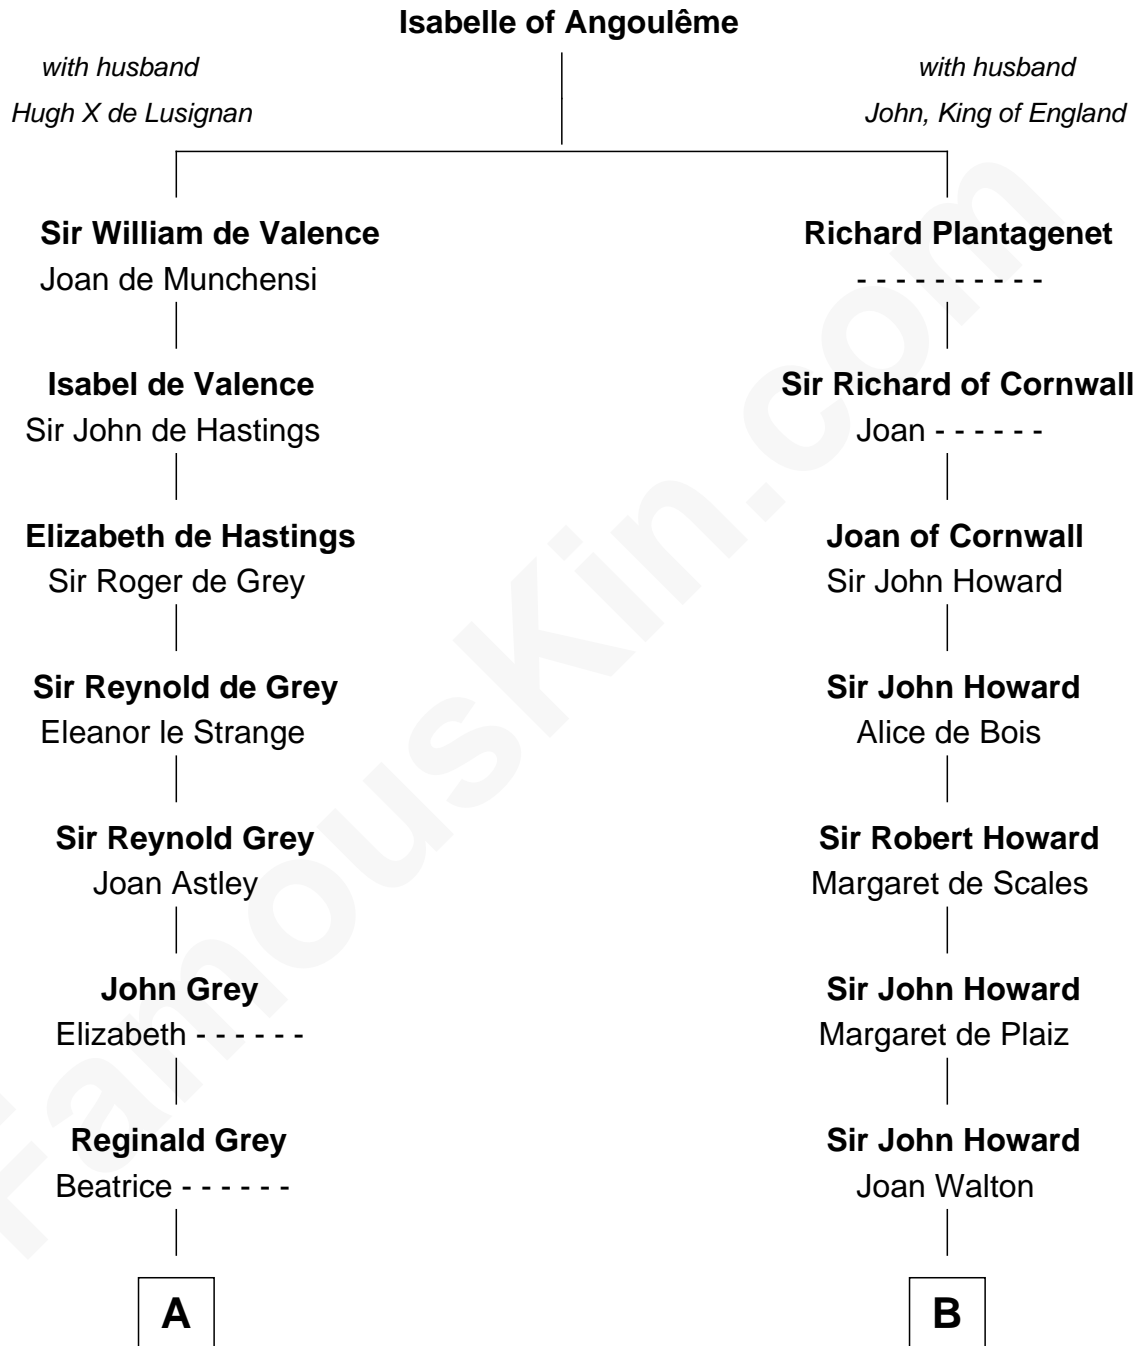 Isabelle of Angoulême
with husband
Hugh X de Lusignan
with husband
John, King of England
Sir William de Valence
Joan de Munchensi
Richard Plantagenet
- - - - - - - - - -
Isabel de Valence
Sir John de Hastings
Sir Richard of Cornwall
Joan - - - - - -
Elizabeth de Hastings
Sir Roger de Grey
Joan of Cornwall
Sir John Howard
Sir Reynold de Grey
Eleanor le Strange
Sir John Howard
Alice de Bois
Sir Reynold Grey
Joan Astley
Sir Robert Howard
Margaret de Scales
John Grey
Elizabeth - - - - - -
Sir John Howard
Margaret de Plaiz
Reginald Grey
Beatrice - - - - - -
Sir John Howard
Joan Walton
A
B
FamousKin.com